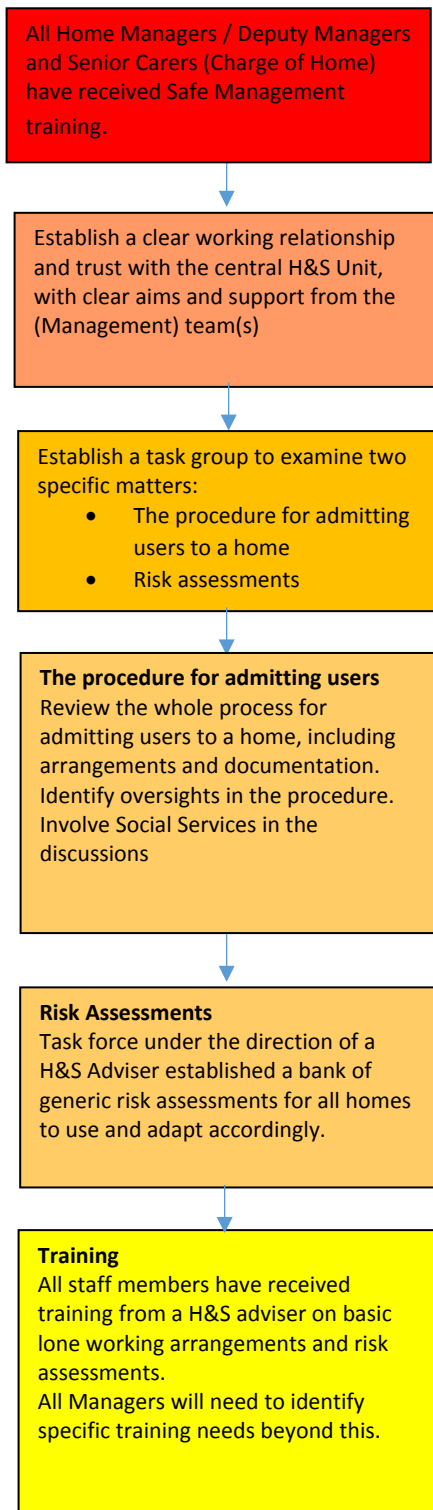 All Home Managers / Deputy Managers
and Senior Carers (Charge of Home)
have received Safe Management
training.
Establish a clear working relationship
and trust with the central H&S Unit,
with clear aims and support from the
(Management) team(s)
Establish a task group to examine two
specific matters:
• The procedure for admitting
users to a home
• Risk assessments
The procedure for admitting users
Review the whole process for
admitting users to a home, including
arrangements and documentation.
Identify oversights in the procedure.
Involve Social Services in the
discussions
Risk Assessments
Task force under the direction of a
H&S Adviser established a bank of
generic risk assessments for all homes
to use and adapt accordingly.
Training
All staff members have received
training from a H&S adviser on basic
lone working arrangements and risk
assessments.
All Managers will need to identify
specific training needs beyond this.